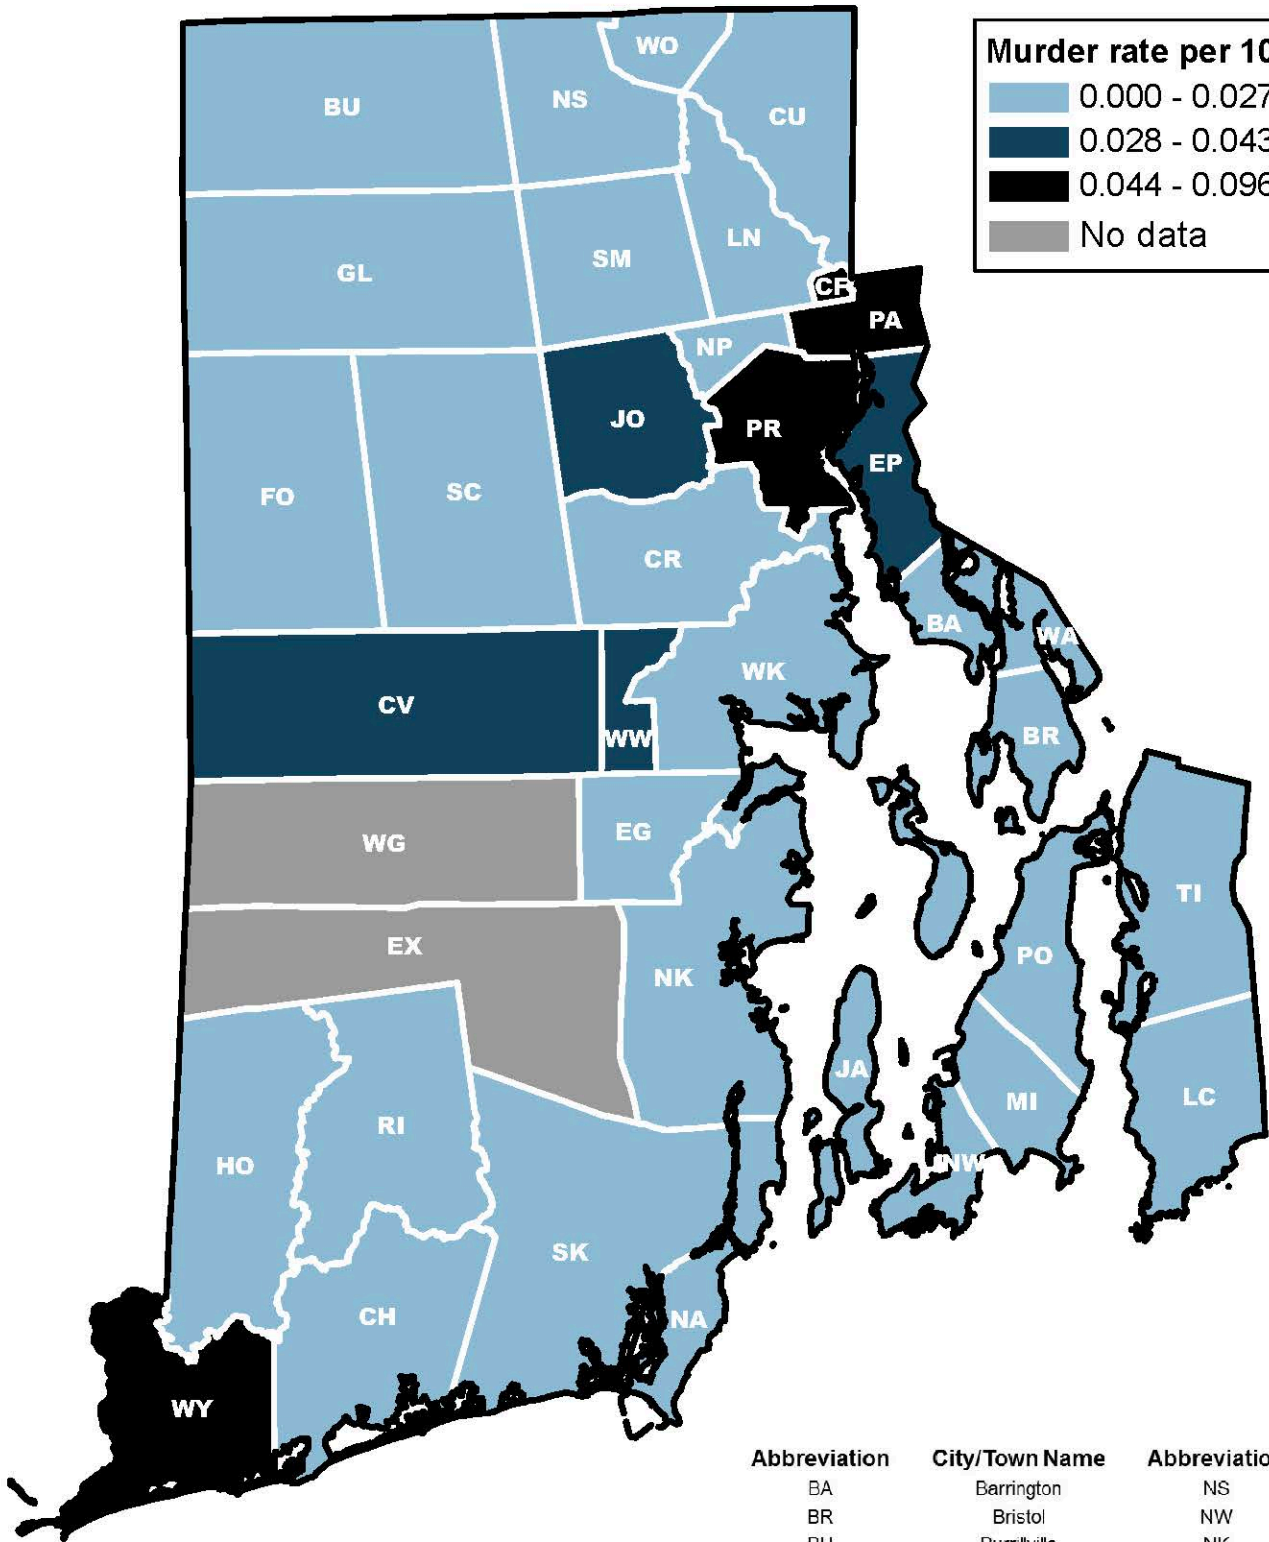 WO
Murder rate per 10
BU
NS
CU
0.000 - 0.027
0.028 - 0.043
0.044 - 0.096
No data
GL
SM
LN
CF
PA
NP
JO
PR
EP
FO
SC
CR
BA
WA
WK
CV
WW
BR
WG
EG
TI
EX
PO
NK
JA
MI
LC
RI
HO
NW
SK
CH
NA
WY
Abbreviation City/Town Name Abbreviatio
BA Barrington NS
BR Bristol NW